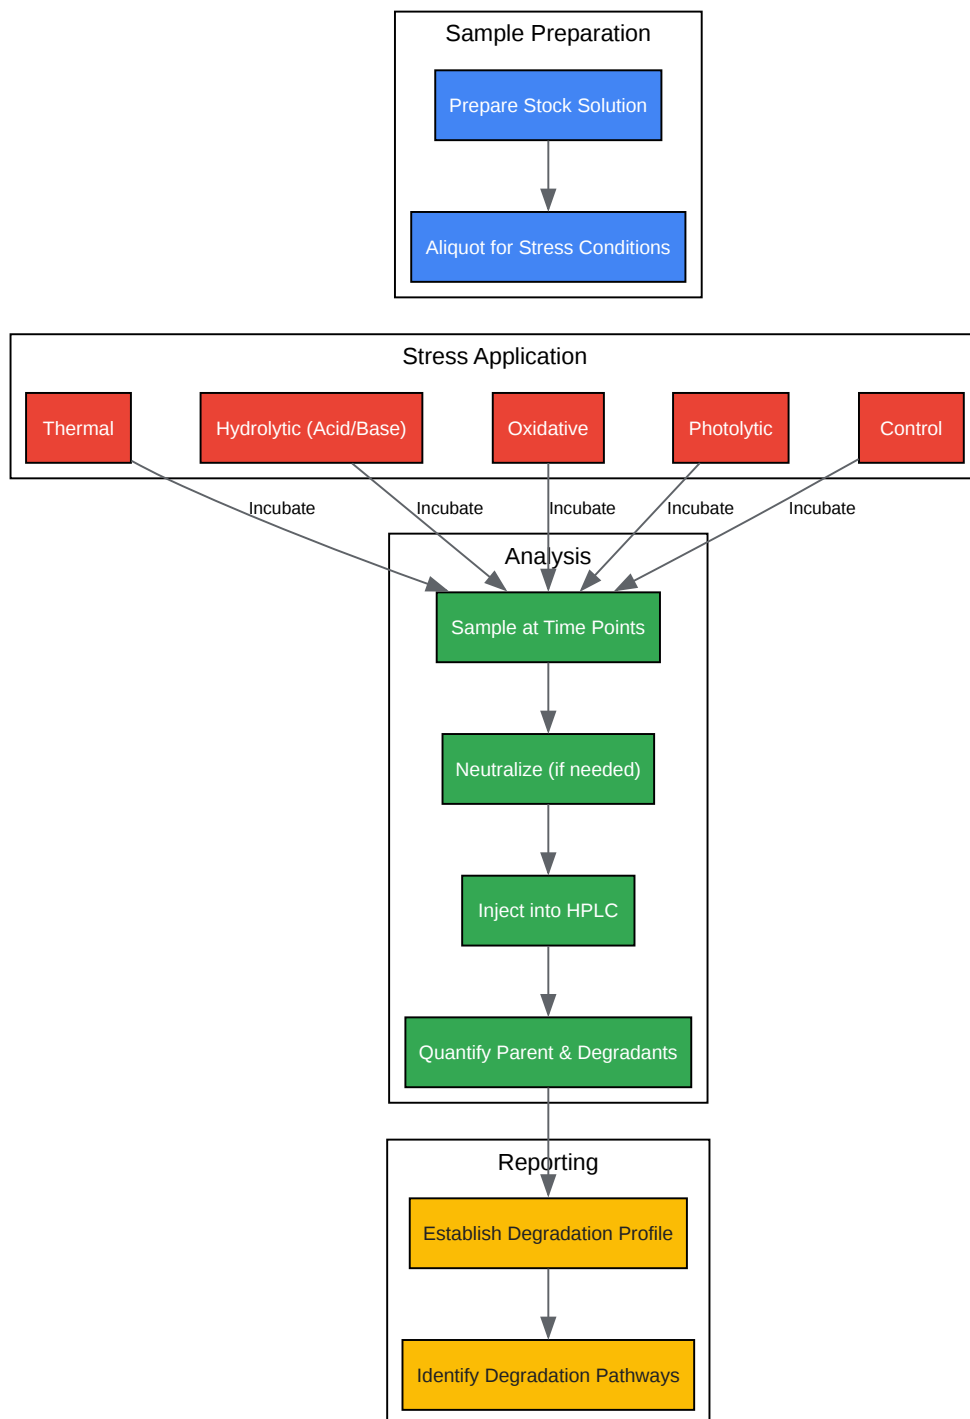 Sample Preparation
Prepare Stock Solution
Aliquot for Stress Conditions
Stress Application
Thermal
Hydrolytic (Acid/Base)
Oxidative
Photolytic
Control
Incubate
Incubate
Incubate
Incubate
Incubate
Analysis
Sample at Time Points
Neutralize (if needed)
Inject into HPLC
Quantify Parent & Degradants
Reporting
Establish Degradation Profile
Identify Degradation Pathways